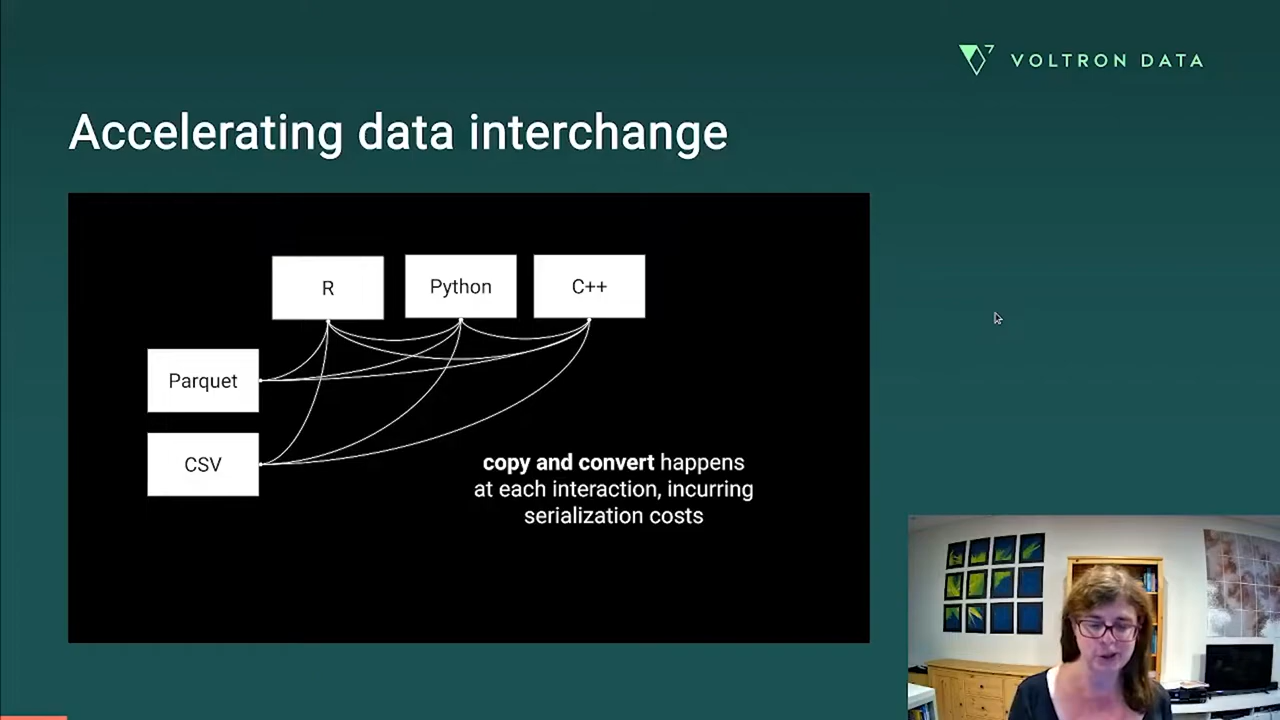 VOLTRON DATA
Accelerating data interchange
R
Python
C++
Parquet
CSV
copy and convert happens
at each interaction, incurring
serialization costs